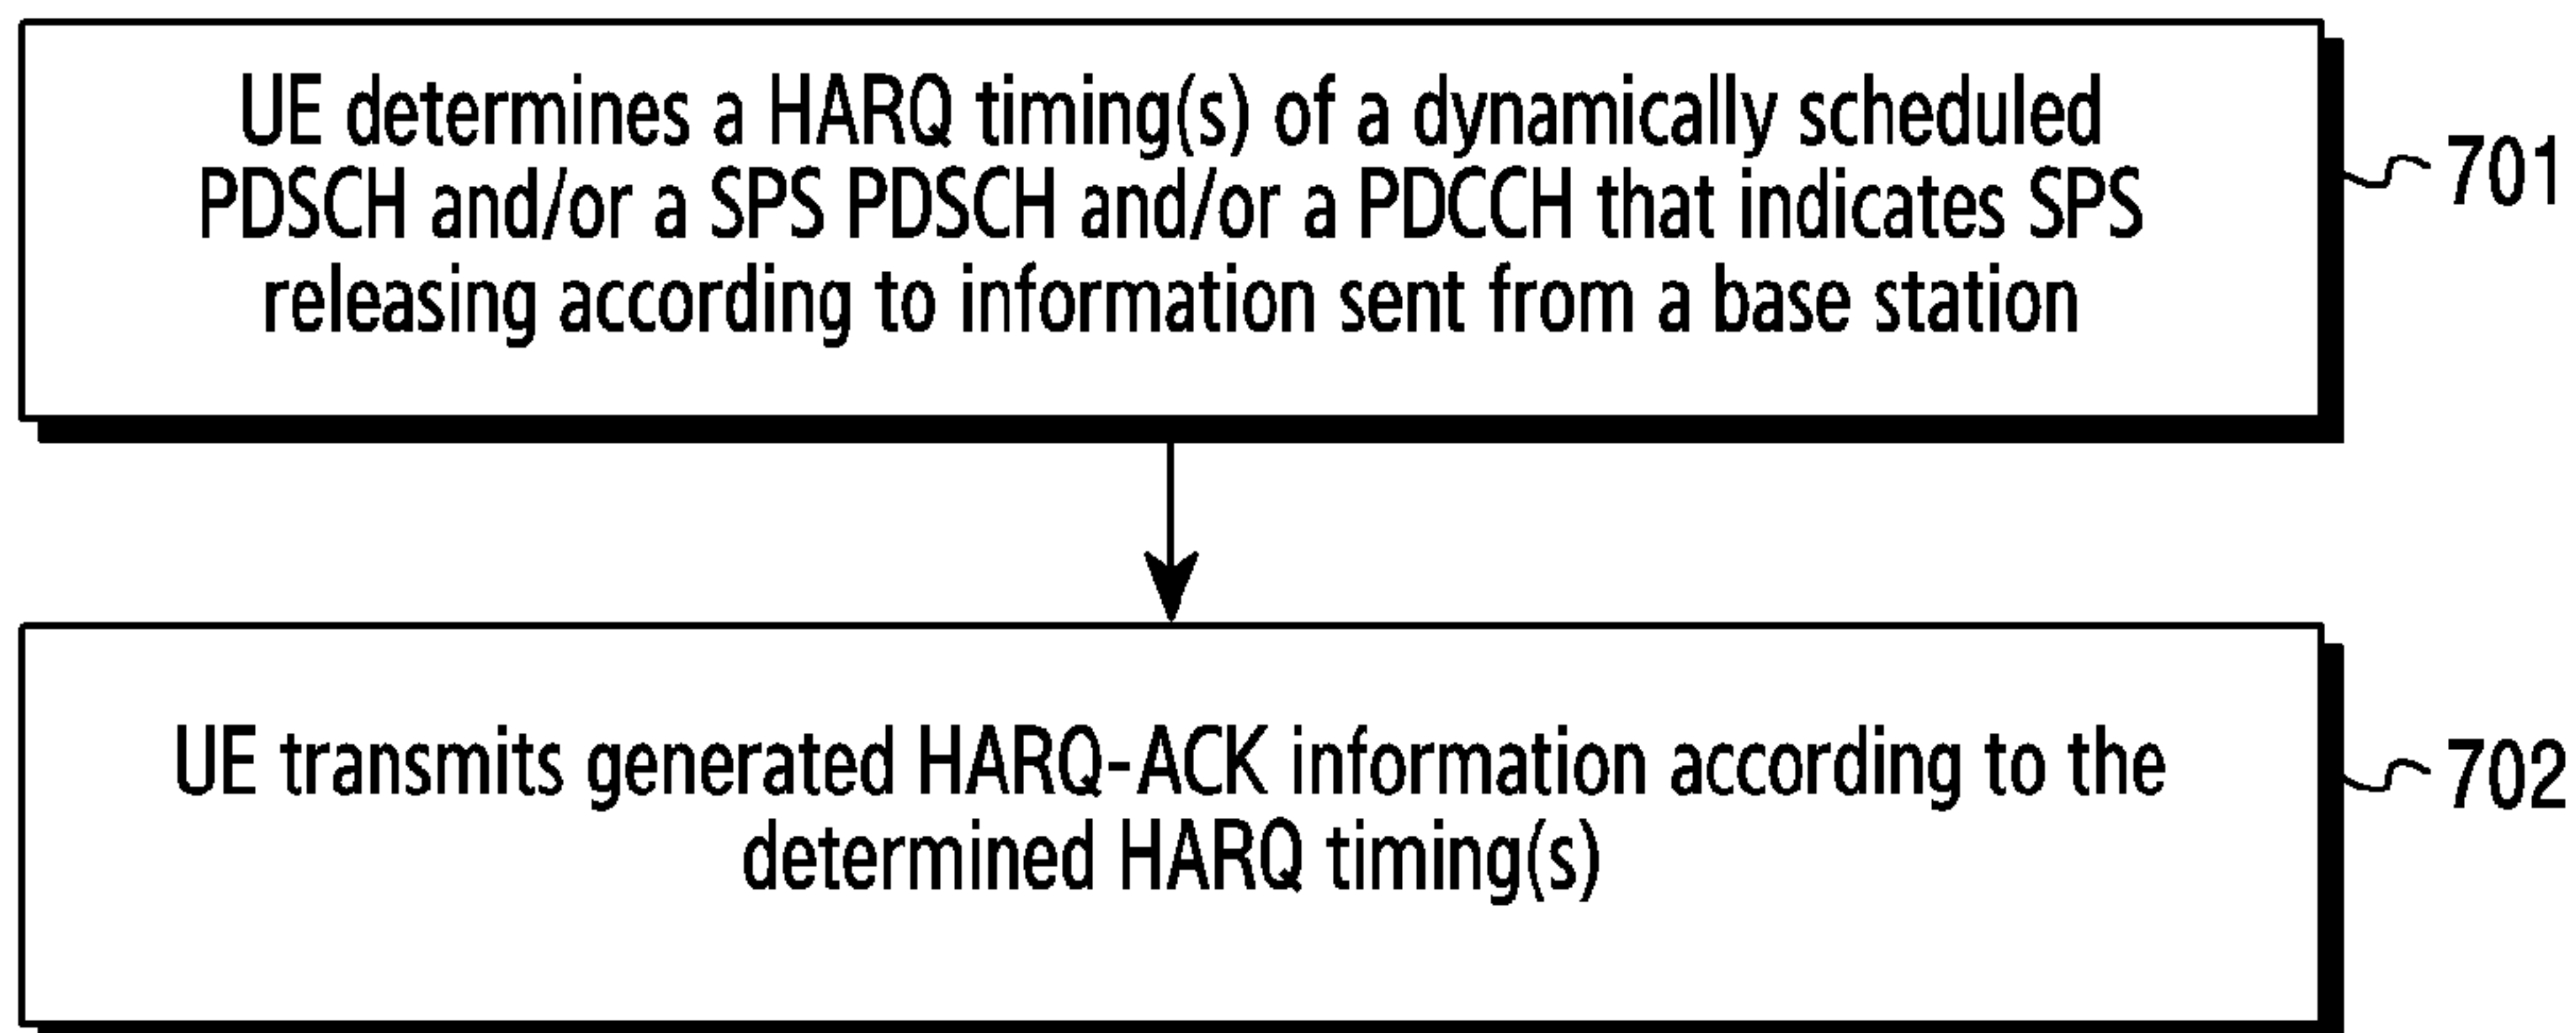 UE determines a HARQ timing(s) of a dynamically scheduled
PDSCH and/or a SPS PDSCH and/or a PDCCH that indicates SPS
releasing according to information sent from a base station
701
UE transmits generated HARQ-ACK information according to the
determined HARQ timing(s)
702